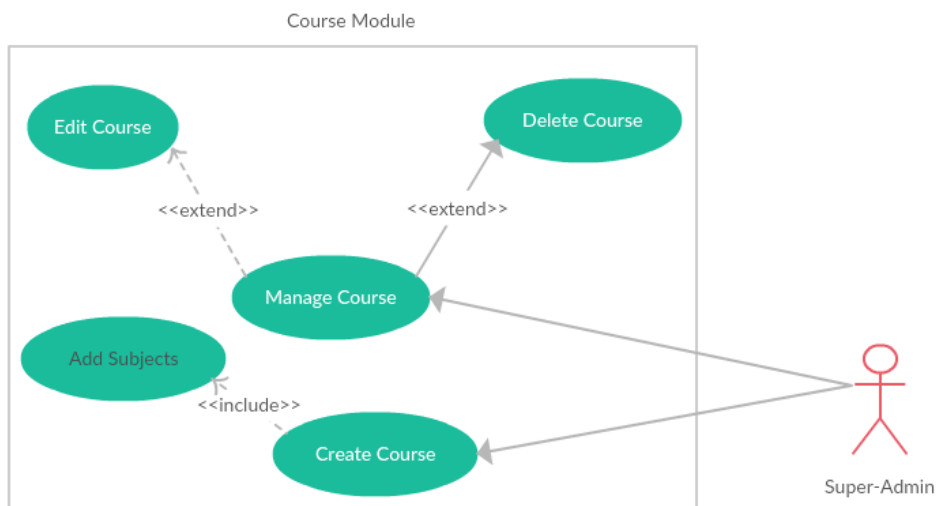 Course Module
Edit Course
Delete Course
<<extend>>
<<extend>>
Manage Course
Add Subjects
<<include>>
Create Course
Super-Admin